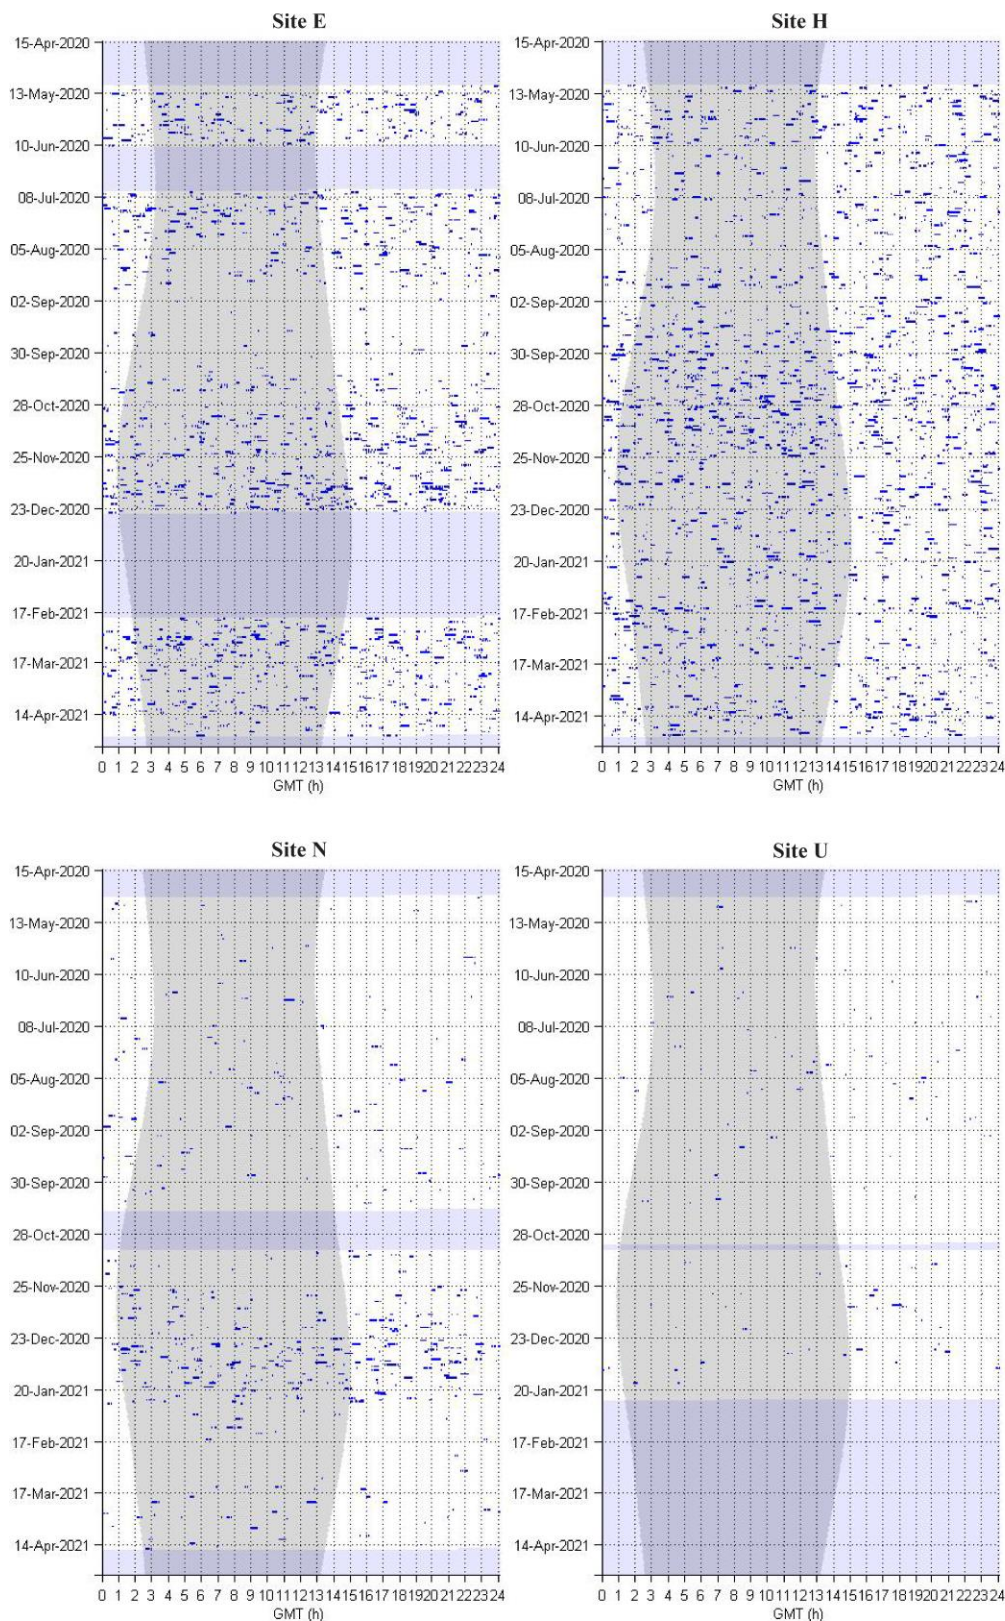 Site E
15-Apr-2020
13-May-2020
10-Jun-2020
08-Jul-2020
05-Aug-2020
02-Sep-2020
30-Sep-2020
28-Oct-2020
25-Nov-2020
23-Dec-2020
20-Jan-2021
17-Feb-2021
17-Mar-2021
14-Apr-2021
0 1 2 3 4 5 6 7 8 9 10 11 12 13 14 15 16 17 18 19 20 21 22 23 24
GMT (h)
Site H
15-Apr-2020
13-May-2020
10-Jun-2020
08-Jul-2020
05-Aug-2020
02-Sep-2020
30-Sep-2020
28-Oct-2020
25-Nov-2020
23-Dec-2020
20-Jan-2021
17-Feb-2021
17-Mar-2021
14-Apr-2021
0 1 2 3 4 5 6 7 8 9 10 11 12 13 14 15 16 17 18 19 20 21 22 23 24
GMT (h)
Site N
15-Apr-2020
13-May-2020
10-Jun-2020
08-Jul-2020
05-Aug-2020
02-Sep-2020
30-Sep-2020
28-Oct-2020
25-Nov-2020
23-Dec-2020
20-Jan-2021
17-Feb-2021
17-Mar-2021
14-Apr-2021
0 1 2 3 4 5 6 7 8 9 10 11 12 13 14 15 16 17 18 19 20 21 22 23 24
GMT (h)
Site U
15-Apr-2020
13-May-2020
10-Jun-2020
08-Jul-2020
05-Aug-2020
02-Sep-2020
30-Sep-2020
28-Oct-2020
25-Nov-2020
23-Dec-2020
20-Jan-2021
17-Feb-2021
17-Mar-2021
14-Apr-2021
0 1 2 3 4 5 6 7 8 9 10 11 12 13 14 15 16 17 18 19 20 21 22 23 24
GMT (h)